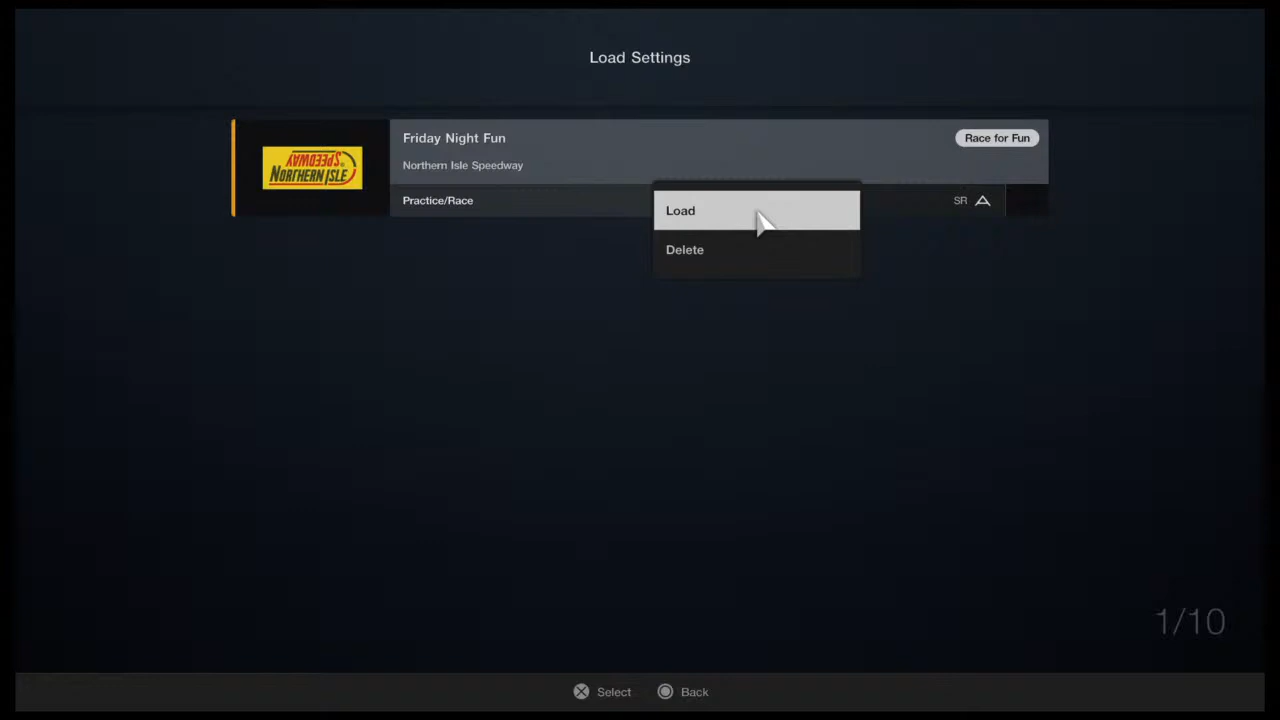 Load Settings
Friday Night Fun
Race for Fun
Northern Isle Speedway
SPEEDWAY
NORTHERN ISLE
Practice/Race
SR
Load
Delete
1/10
Select
Back